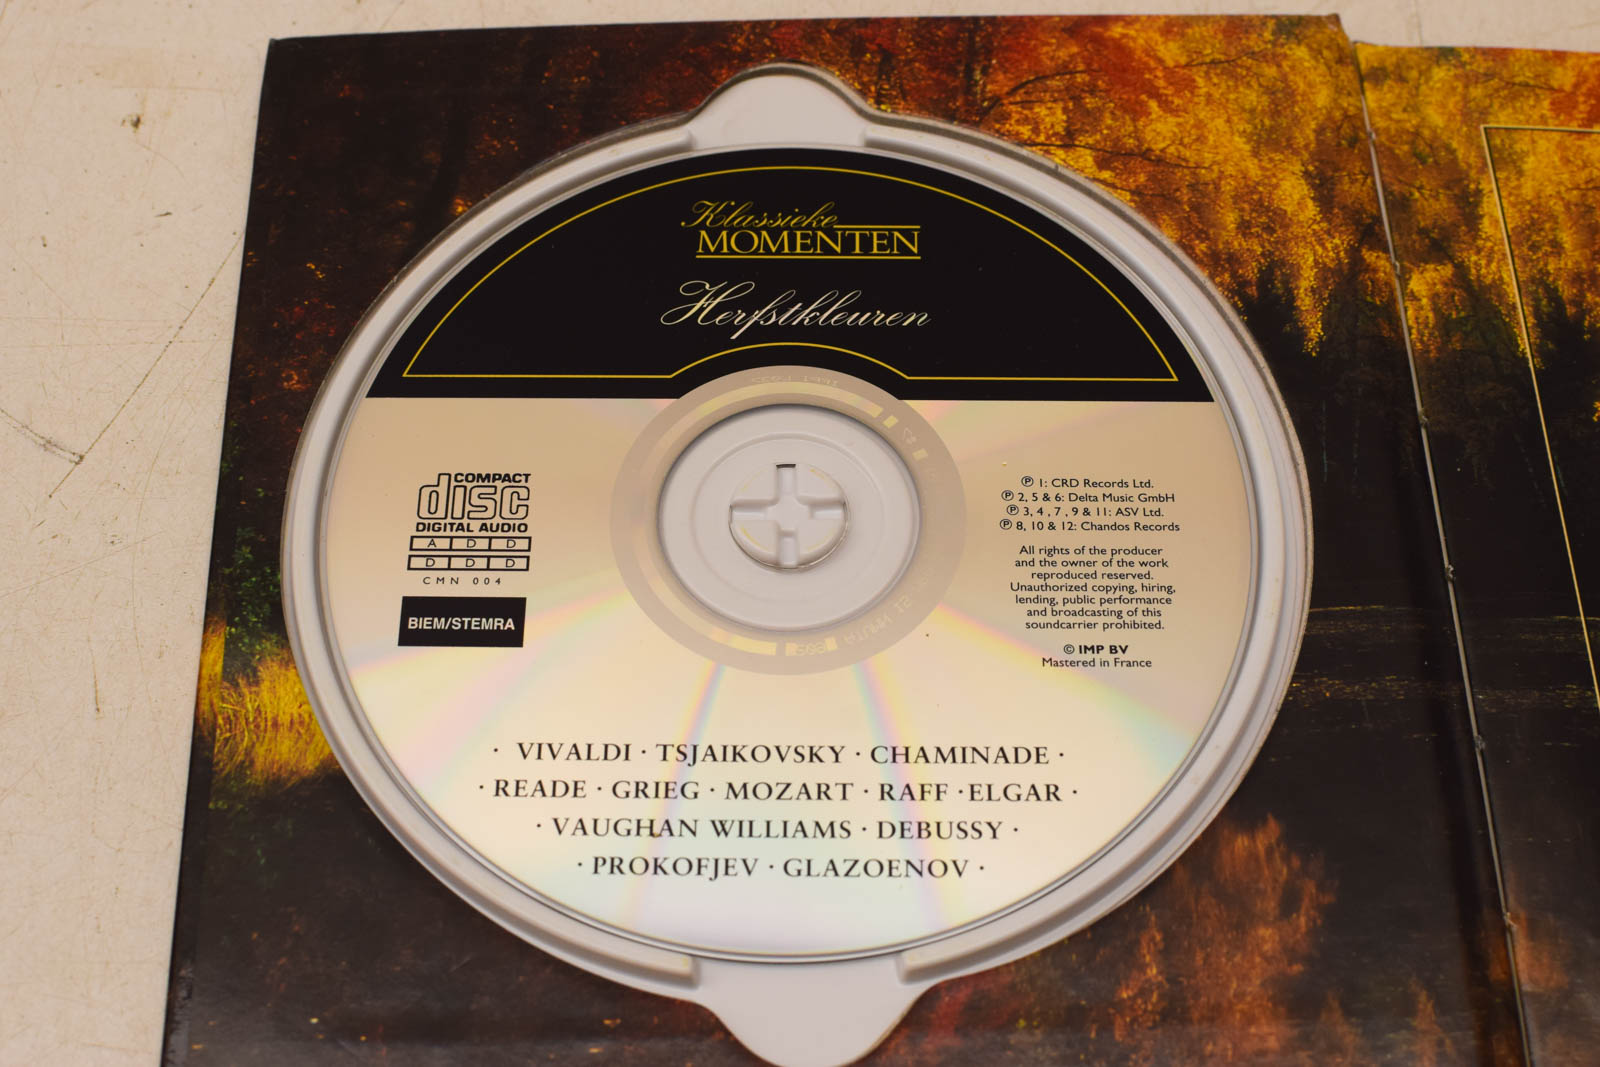 Klassieke
MOMENTEN
Herfstkleuren
COMPACT
disc
DIGITAL AUDIO
A D D
D D D
CMN 004
BIEM/STEMRA
Ⓟ 1: CRD Records Ltd.
Ⓟ 2, 5 & 6: Delta Music GmbH
Ⓟ 3, 4 , 7 , 9 & 11: ASV Ltd.
Ⓟ 8, 10 & 12: Chandos Records
All rights of the producer
and the owner of the work
reproduced reserved.
Unauthorized copying, hiring,
lending, public performance
and broadcasting of this
soundcarrier prohibited.
© IMP BV
Mastered in France
· VIVALDI · TSJAIKOVSKY · CHAMINADE ·
· READE · GRIEG · MOZART · RAFF · ELGAR ·
· VAUGHAN WILLIAMS · DEBUSSY ·
· PROKOFJEV · GLAZOENOV ·